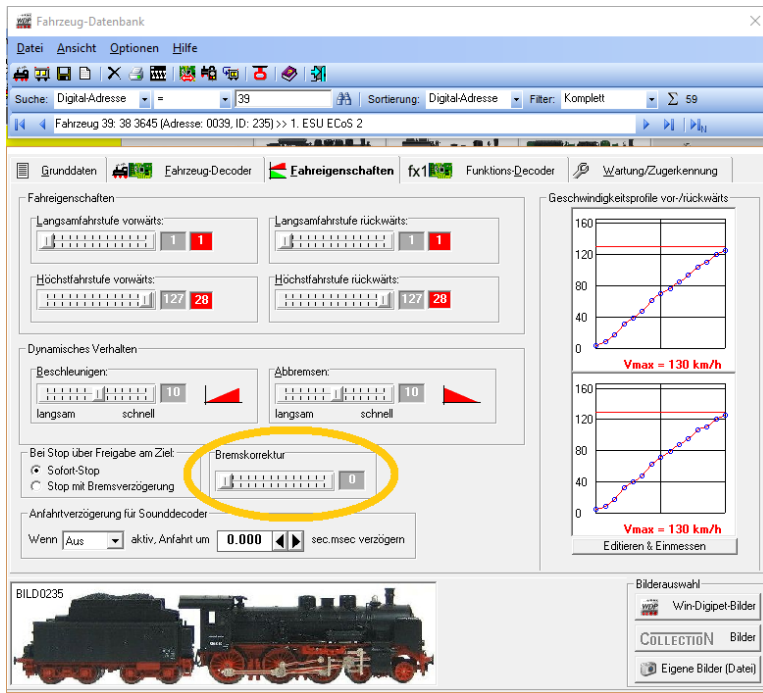 Fahrzeug-Datenbank
Datei Ansicht Optionen Hilfe
Suche: Digital-Adresse = 39 Sortierung: Digital-Adresse Filter: Komplett Σ 59
Fahrzeug 39: 38 3645 (Adresse: 0039, ID: 235) >> 1. ESU ECoS 2
Grunddaten Fahrzeug-Decoder Fahreigenschaften fx1 Funktions-Decoder Wartung/Zugerkennung
Fahreigenschaften
Geschwindigkeitsprofile vor-/rückwärts
Langsamfahrstufe vorwärts: Langsamfahrstufe rückwärts:
1 1 1 1
Höchstfahrstufe vorwärts: Höchstfahrstufe rückwärts:
127 28 127 28
160
120
80
40
0
Vmax = 130 km/h
Dynamisches Verhalten
Beschleunigen: Abbremsen:
10 10
langsam schnell langsam schnell
160
120
80
40
0
Vmax = 130 km/h
Editieren & Einmessen
Bei Stop über Freigabe am Ziel: Bremskorrektur
Sofort-Stop
Stop mit Bremsverzögerung
0
Anfahrtverzögerung für Sounddecoder
Wenn Aus aktiv, Anfahrt um 0.000 sec.msec verzögern
BILD0235
Bilderauswahl
WDP Win-Digipet-Bilder
COLLECTION Bilder
Eigene Bilder (Datei)